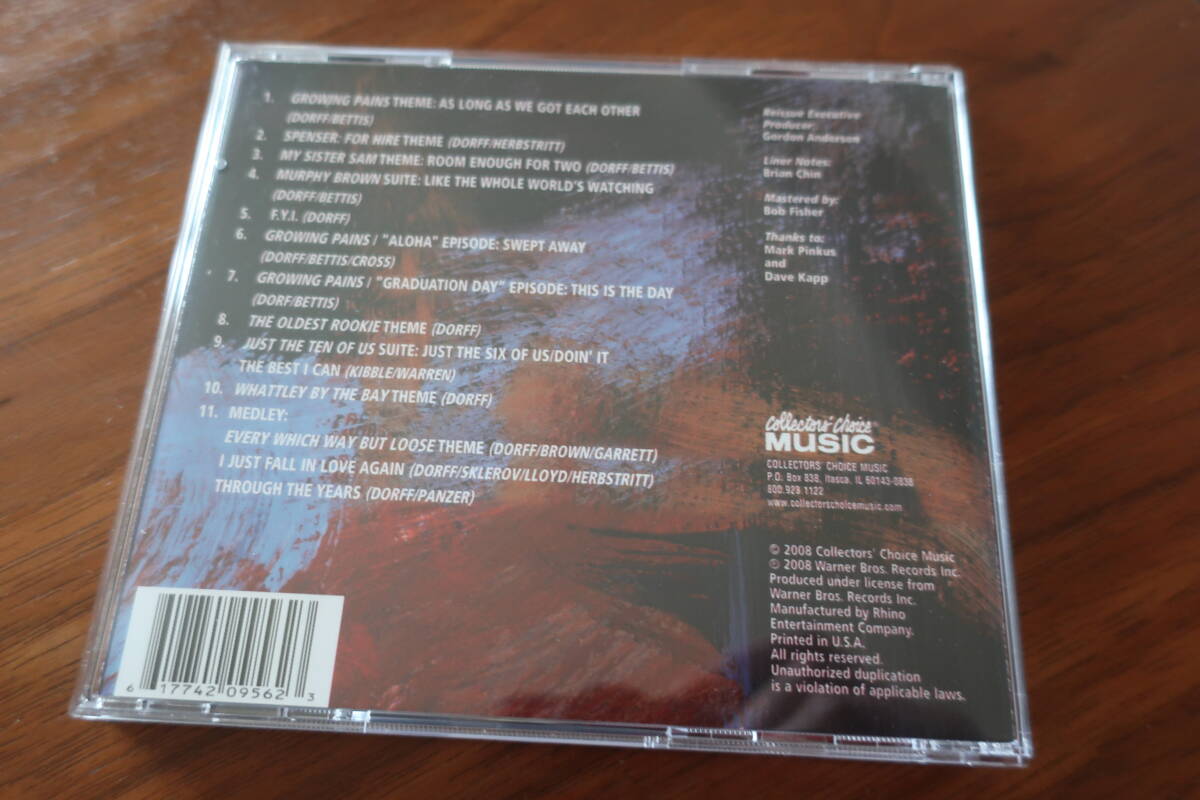 1. GROWING PAINS THEME: AS LONG AS WE GOT EACH OTHER
(DORFF/BETTIS)
2. SPENSER: FOR HIRE THEME (DORFF/HERBSTRITT)
3. MY SISTER SAM THEME: ROOM ENOUGH FOR TWO (DORFF/BETTIS)
4. MURPHY BROWN SUITE: LIKE THE WHOLE WORLD'S WATCHING
(DORFF/BETTIS)
5. F.Y.I. (DORFF)
6. GROWING PAINS / "ALOHA" EPISODE: SWEPT AWAY
(DORFF/BETTIS/CROSS)
7. GROWING PAINS / "GRADUATION DAY" EPISODE: THIS IS THE DAY
(DORF/BETTIS)
8. THE OLDEST ROOKIE THEME (DORFF)
9. JUST THE TEN OF US SUITE: JUST THE SIX OF US/DOIN' IT
THE BEST I CAN (KIBBLE/WARREN)
10. WHATTLEY BY THE BAY THEME (DORFF)
11. MEDLEY:
EVERY WHICH WAY BUT LOOSE THEME (DORFF/BROWN/GARRETT)
I JUST FALL IN LOVE AGAIN (DORFF/SKLEROV/LLOYD/HERBSTRITT)
THROUGH THE YEARS (DORFF/PANZER)
Reissue Executive
Producer:
Gordon Anderson
Liner Notes:
Brian Chin
Mastered by:
Bob Fisher
Thanks to:
Mark Pinkus
and
Dave Kapp
collectors' choice
MUSIC
COLLECTORS' CHOICE MUSIC
P.O. Box 838, Itasca, IL 60143-0838
800.923.1122
www.collectorschoicemusic.com
© 2008 Collectors' Choice Music
℗ 2008 Warner Bros. Records Inc.
Produced under license from
Warner Bros. Records Inc.
Manufactured by Rhino
Entertainment Company.
Printed in U.S.A.
All rights reserved.
Unauthorized duplication
is a violation of applicable laws.
6 17742 09562 3